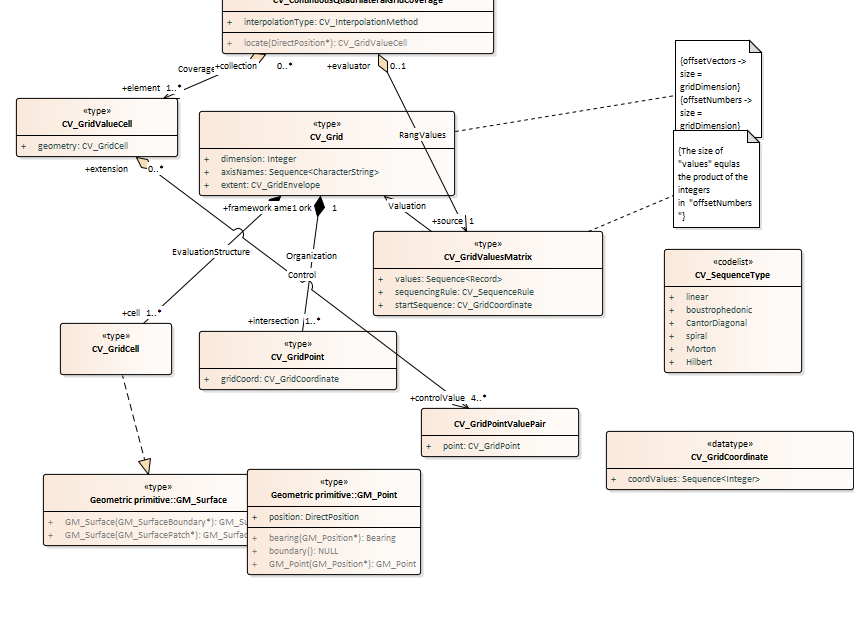 CV_ContinuousQuadrilateralGridCoverage
+ interpolationType: CV_InterpolationMethod
+ locate(DirectPosition*): CV_GridValueCell
Coverage
+collection
0..*
+evaluator
0..1
+element 1..*
«type»
CV_GridValueCell
+ geometry: CV_GridCell
+extension
0..*
«type»
CV_Grid
+ dimension: Integer
+ axisNames: Sequence<CharacterString>
+ extent: CV_GridEnvelope
RangValues
{offsetVectors ->
size =
gridDimension}
{offsetNumbers ->
size =
gridDimension}
{The size of
"values" equlas
the product of the
integers
in "offsetNumbers
"}
+framework
1
1
Valuation
+source 1
EvaluationStructure
Organization
Control
«type»
CV_GridValuesMatrix
+ values: Sequence<Record>
+ sequencingRule: CV_SequenceRule
+ startSequence: CV_GridCoordinate
«codelist»
CV_SequenceType
+ linear
+ boustrophedonic
+ CantorDiagonal
+ spiral
+ Morton
+ Hilbert
+cell 1..*
+intersection 1..*
«type»
CV_GridCell
«type»
CV_GridPoint
+ gridCoord: CV_GridCoordinate
+controlValue 4..*
CV_GridPointValuePair
+ point: CV_GridPoint
«datatype»
CV_GridCoordinate
+ coordValues: Sequence<Integer>
«type»
Geometric primitive::GM_Surface
+ GM_Surface(GM_SurfaceBoundary*): GM_Su
+ GM_Surface(GM_SurfacePatch*): GM_Surfac
«type»
Geometric primitive::GM_Point
+ position: DirectPosition
+ bearing(GM_Position*): Bearing
+ boundary(): NULL
+ GM_Point(GM_Position*): GM_Point